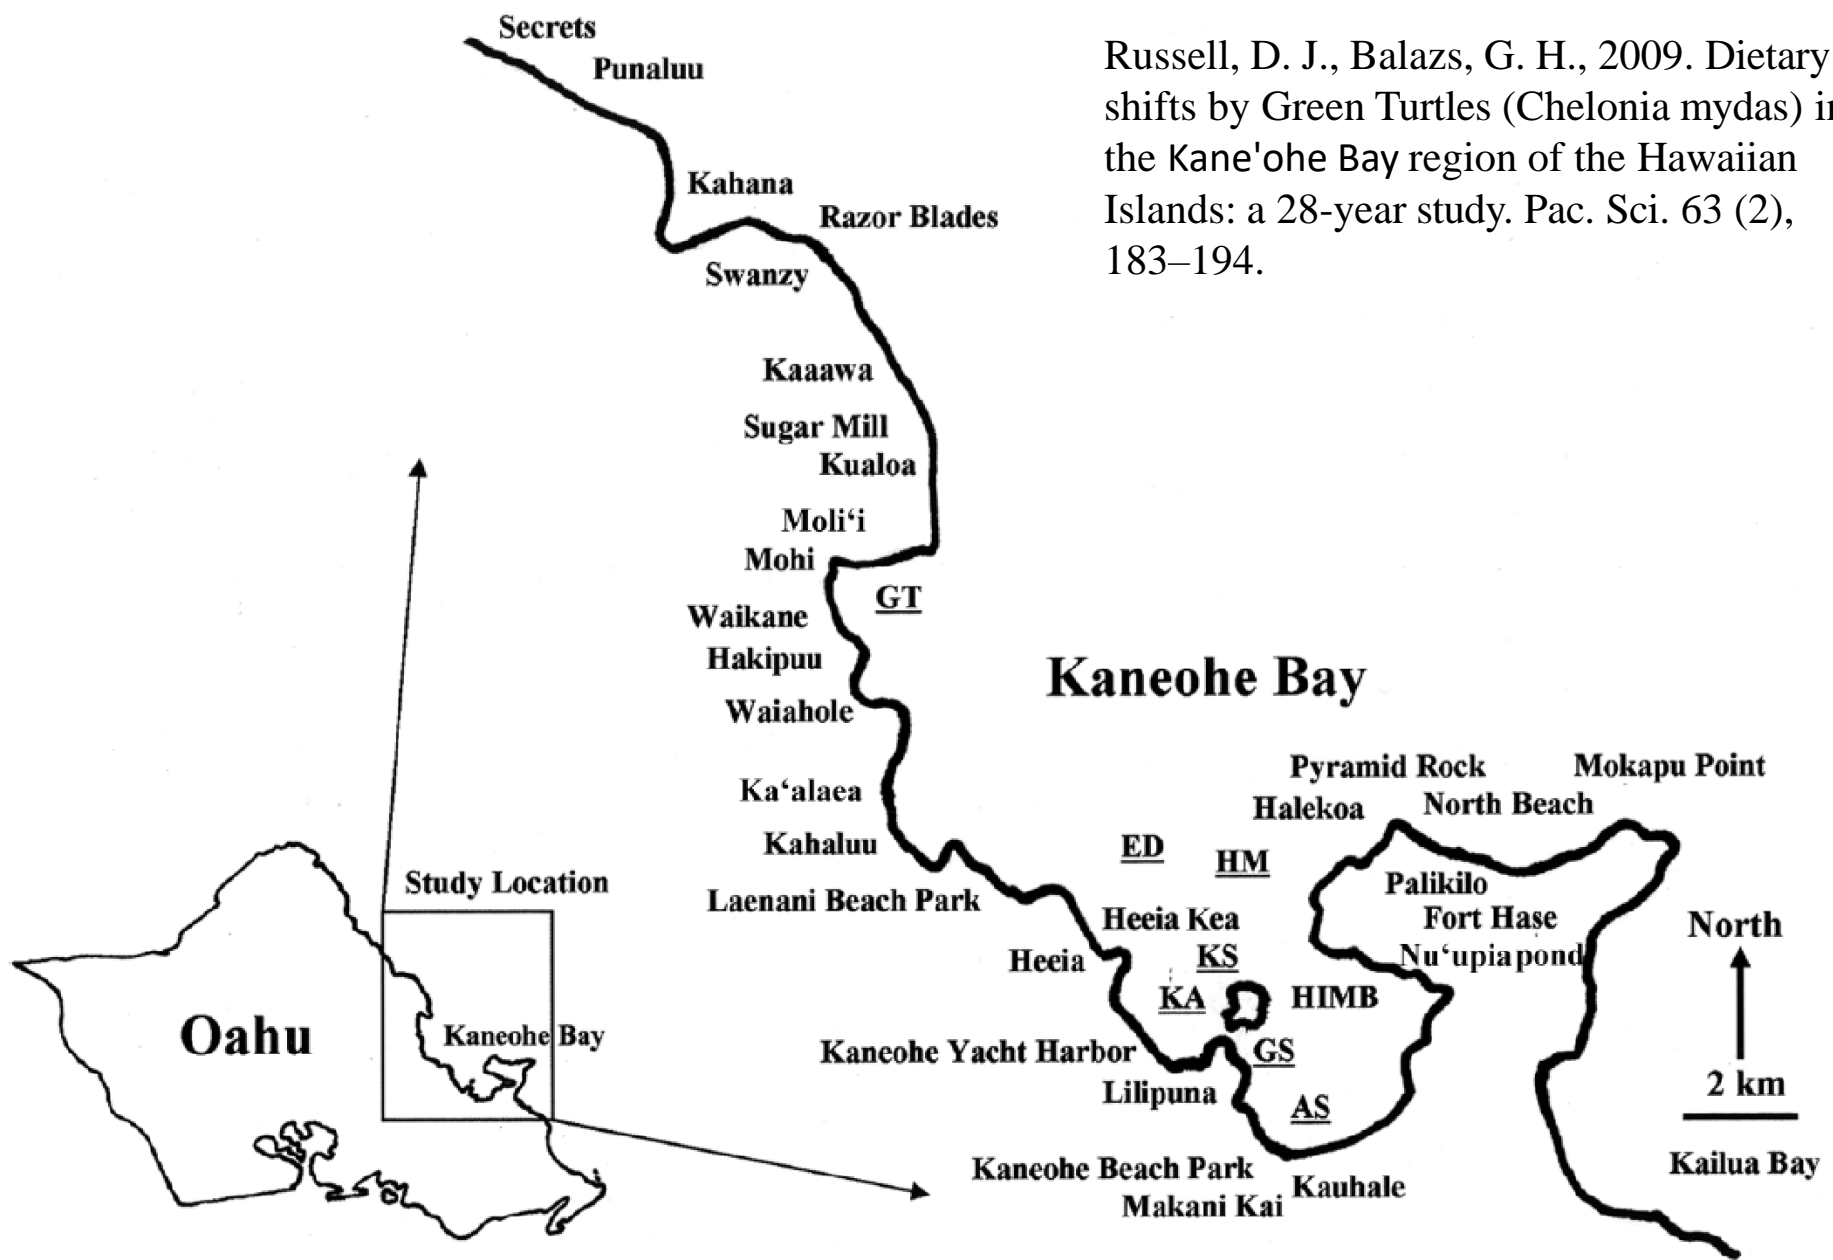 Secrets
Punaluu
Russell, D. J., Balazs, G. H., 2009. Dietary
shifts by Green Turtles (Chelonia mydas) in
the Kane'ohe Bay region of the Hawaiian
Islands: a 28-year study. Pac. Sci. 63 (2),
183–194.
Kahana
Razor Blades
Swanzy
Kaaawa
Sugar Mill
Kualoa
Moli‘i
Mohi
GT
Waikane
Hakipuu
Kaneohe Bay
Waiahole
Ka‘alaea
Kahaluu
Laenani Beach Park
Pyramid Rock
Mokapu Point
Halekoa
North Beach
ED
HM
Palikilo
Fort Hase
Nu‘upia pond
Heeia Kea
Heeia
KS
KA
HIMB
Kaneohe Yacht Harbor
GS
Lilipuna
AS
Kaneohe Beach Park
Makani Kai
Kauhale
North
2 km
Kailua Bay
Study Location
Oahu
Kaneohe Bay